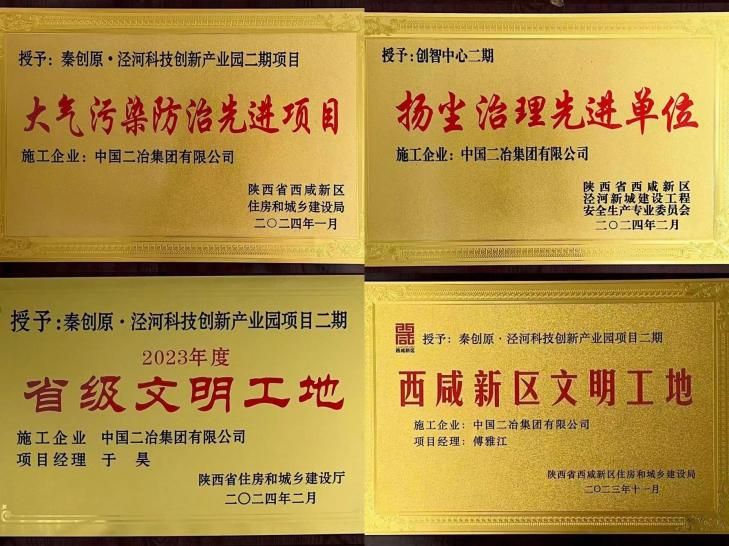 授予：秦创原·泾河科技创新产业园二期项目
大气污染防治先进项目
施工企业：中国二冶集团有限公司
陕西省西咸新区
住房和城乡建设局
二〇二四年一月
授予：创智中心二期
扬尘治理先进单位
施工企业：中国二冶集团有限公司
陕西省西咸新区
泾河新城建设工程
安全生产专业委员会
二〇二四年二月
授予：秦创原·泾河科技创新产业园项目二期
2023年度
省级文明工地
施工企业 中国二冶集团有限公司
项目经理 于昊
陕西省住房和城乡建设厅
二〇二四年二月
西咸
西咸新区
授予：秦创原·泾河科技创新产业园项目二期
西咸新区文明工地
施工企业：中国二冶集团有限公司
项目经理：傅雅江
陕西省西咸新区住房和城乡建设局
二〇二三年十一月